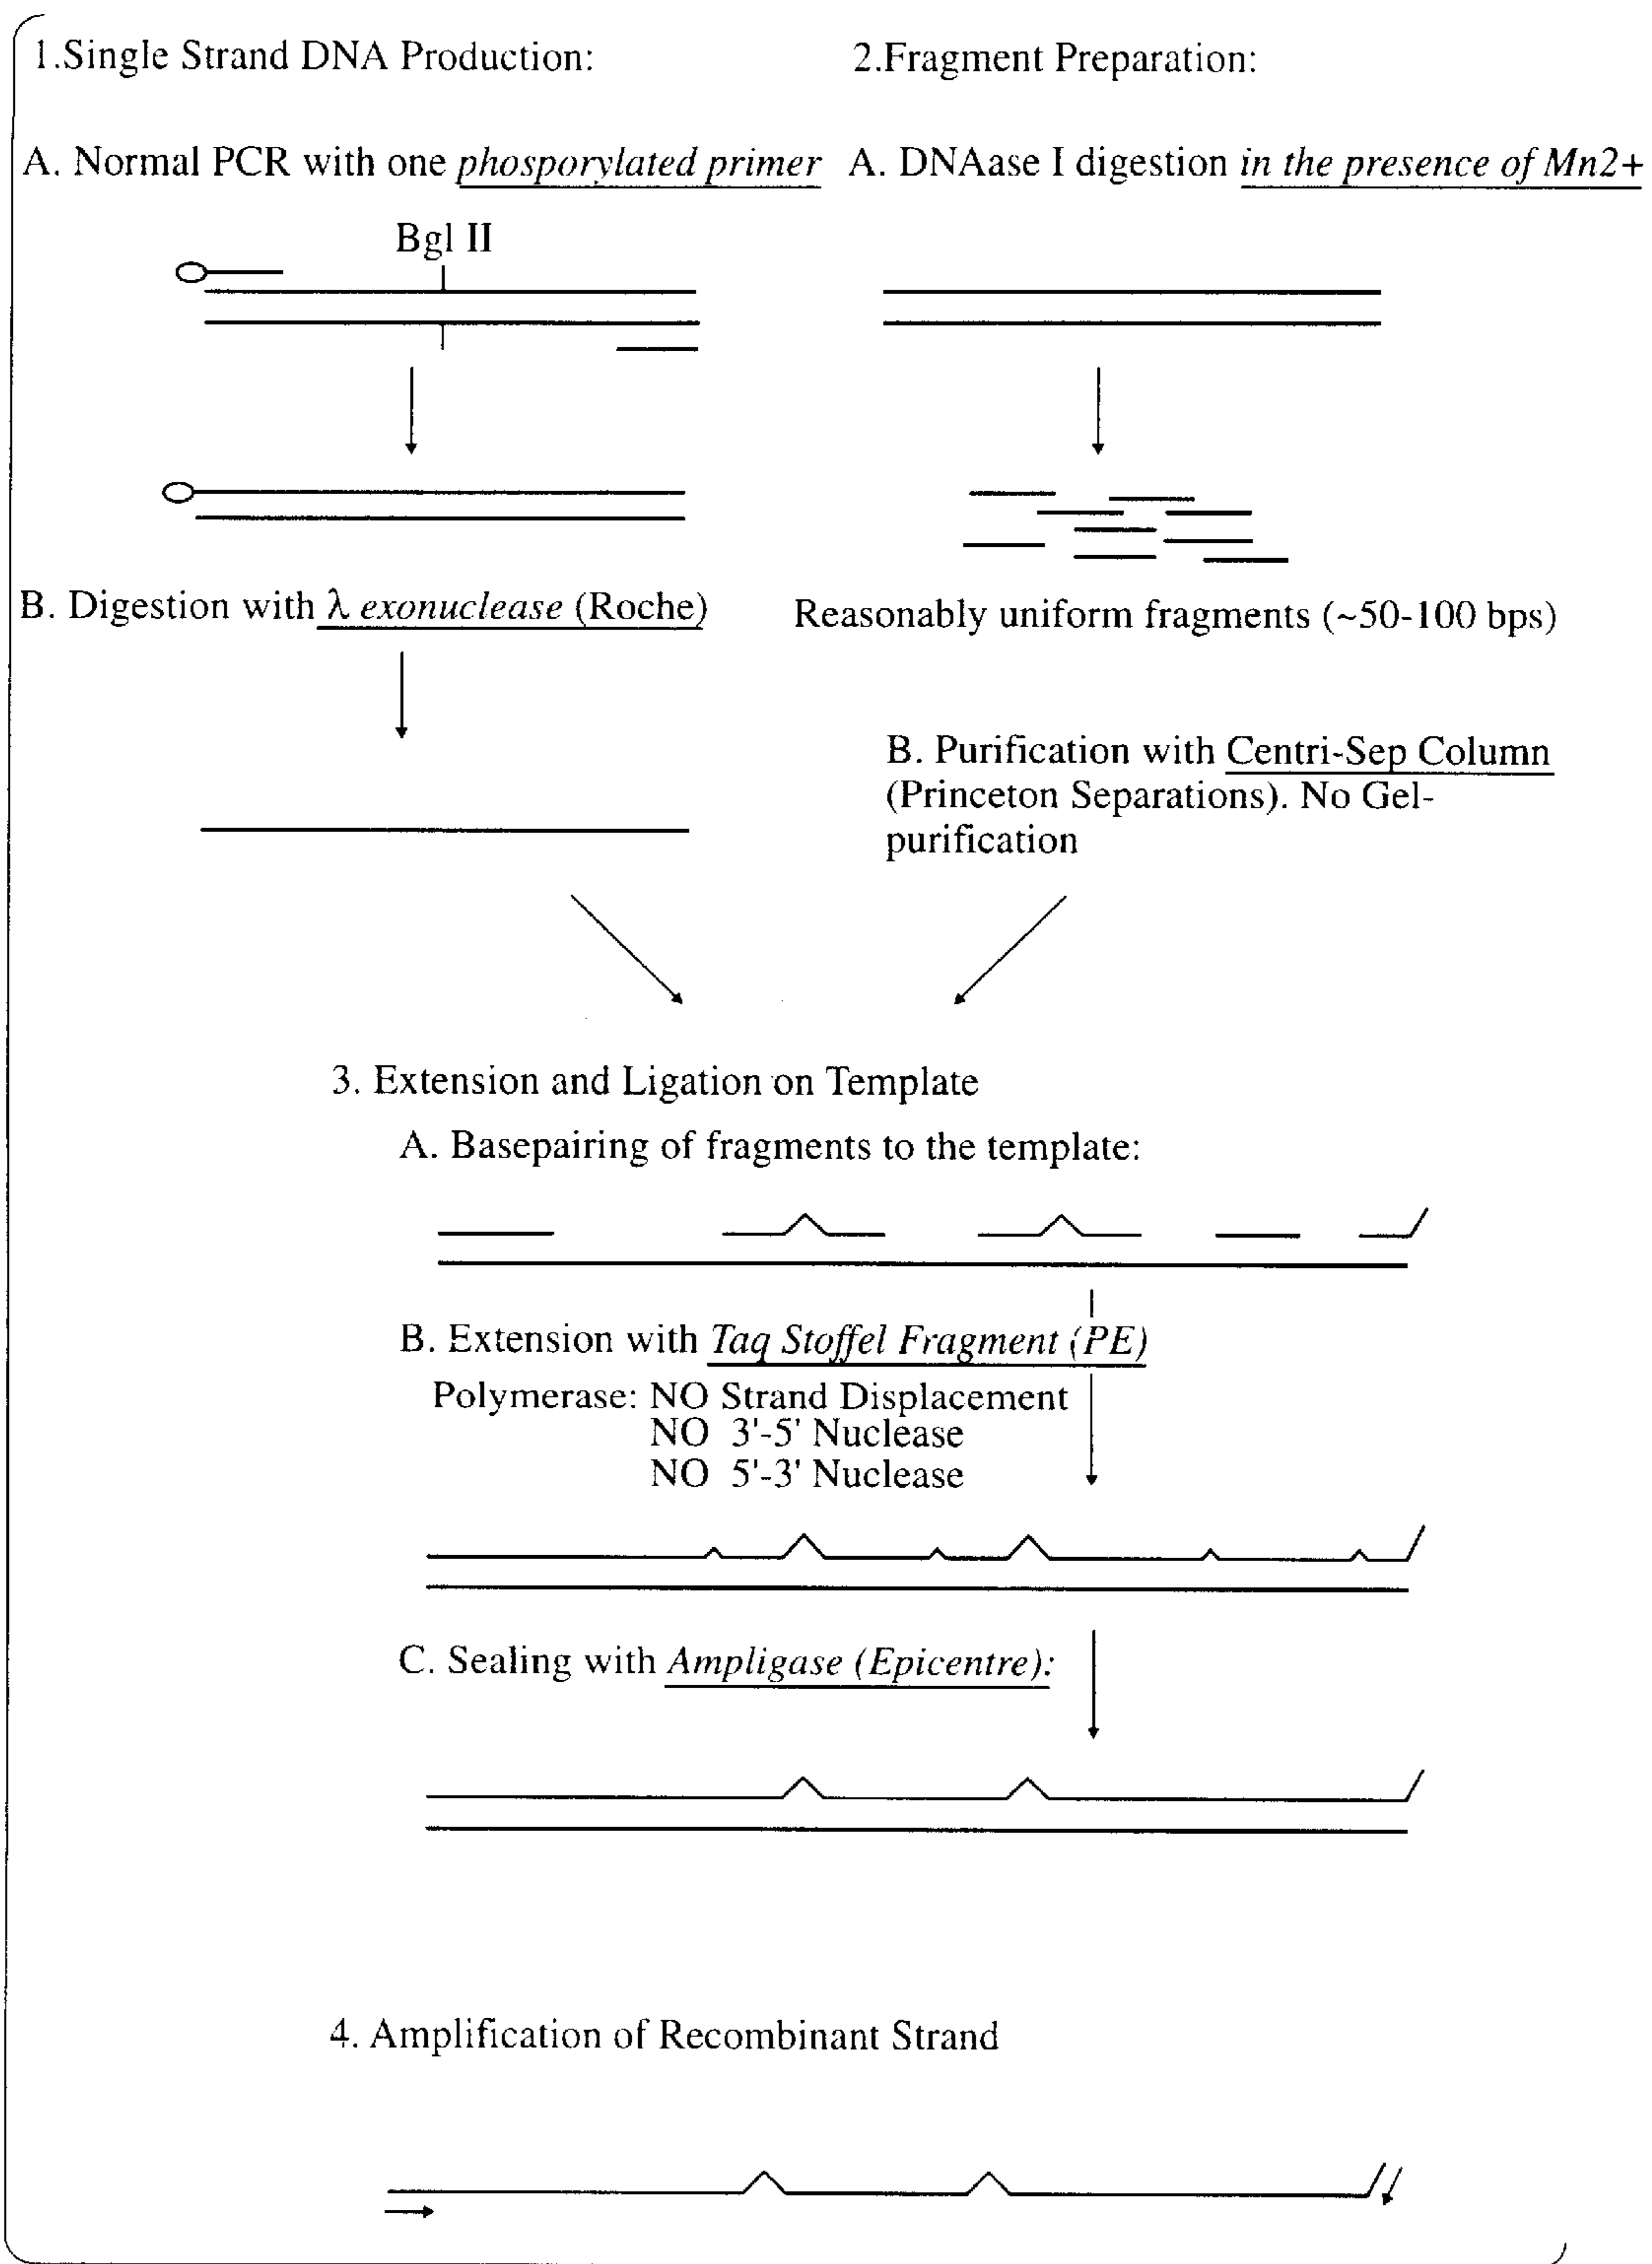 1.Single Strand DNA Production:
2.Fragment Preparation:
A. Normal PCR with one phosporylated primer
A. DNAase I digestion in the presence of Mn2+
Bgl II
B. Digestion with λ exonuclease (Roche)
Reasonably uniform fragments (~50-100 bps)
B. Purification with Centri-Sep Column
(Princeton Separations). No Gel-
purification
3. Extension and Ligation on Template
A. Basepairing of fragments to the template:
B. Extension with Taq Stoffel Fragment (PE)
Polymerase: NO Strand Displacement
NO 3'-5' Nuclease
NO 5'-3' Nuclease
C. Sealing with Ampligase (Epicentre):
4. Amplification of Recombinant Strand